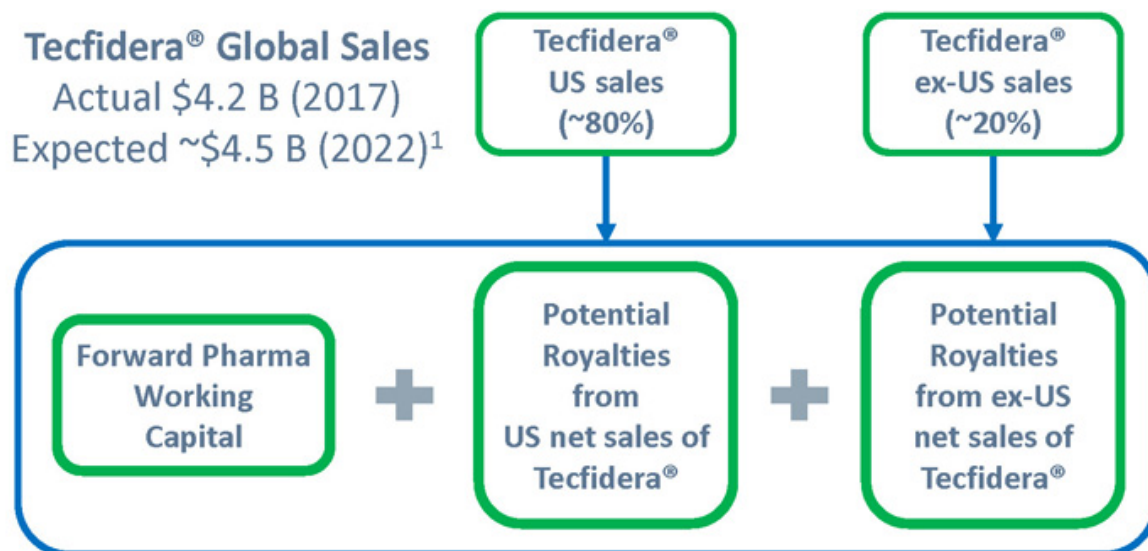 Tecfidera® Global Sales
Actual $4.2 B (2017)
Expected ~$4.5 B (2022)1
Tecfidera®
US sales
(~80%)
Tecfidera®
ex-US sales
(~20%)
Forward Pharma
Working
Capital
Potential
Royalties
from
US net sales of
Tecfidera®
Potential
Royalties
from ex-US
net sales of
Tecfidera®